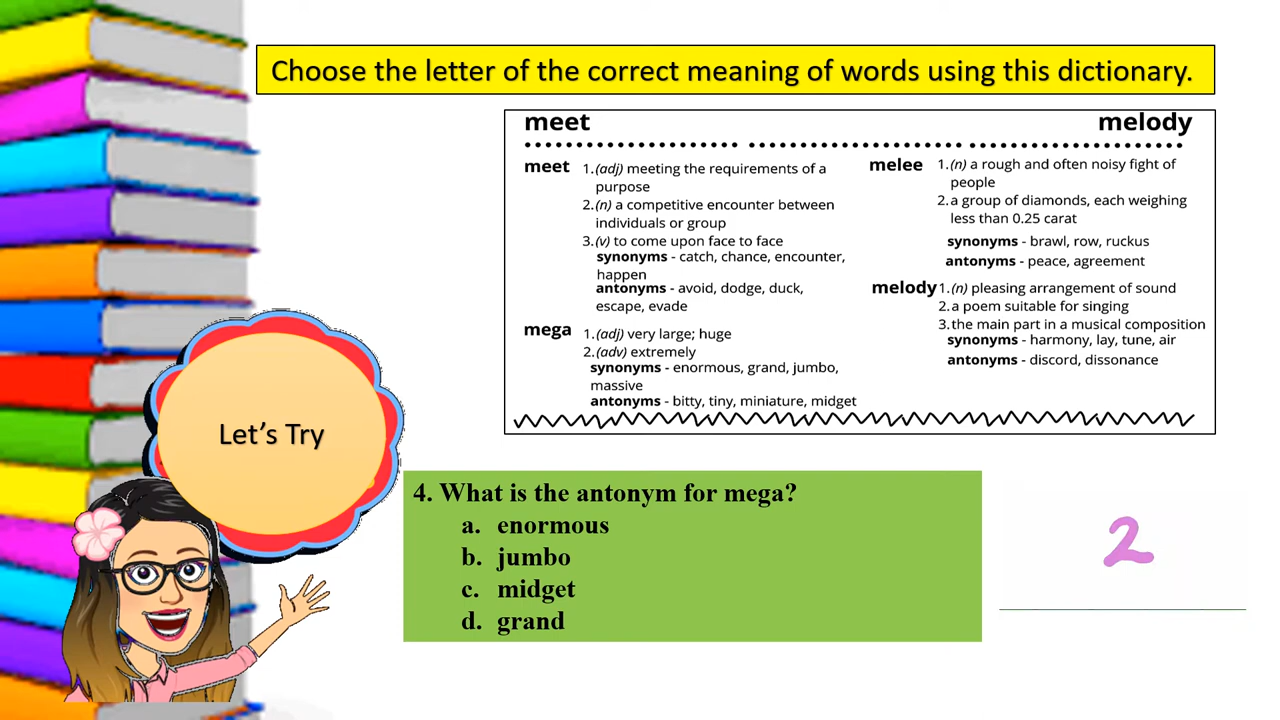 Choose the letter of the correct meaning of words using this dictionary.
meet melody
meet 1.(adj) meeting the requirements of a
purpose
2.(n) a competitive encounter between
individuals or group
3.(v) to come upon face to face
synonyms - catch, chance, encounter,
happen
antonyms - avoid, dodge, duck,
escape, evade
mega 1.(adj) very large; huge
2.(adv) extremely
synonyms - enormous, grand, jumbo,
massive
antonyms - bitty, tiny, miniature, midget
melee 1.(n) a rough and often noisy fight of
people
2.a group of diamonds, each weighing
less than 0.25 carat
synonyms - brawl, row, ruckus
antonyms - peace, agreement
melody 1.(n) pleasing arrangement of sound
2.a poem suitable for singing
3.the main part in a musical composition
synonyms - harmony, lay, tune, air
antonyms - discord, dissonance
Let's Try
4. What is the antonym for mega?
a. enormous
b. jumbo
c. midget
d. grand
2